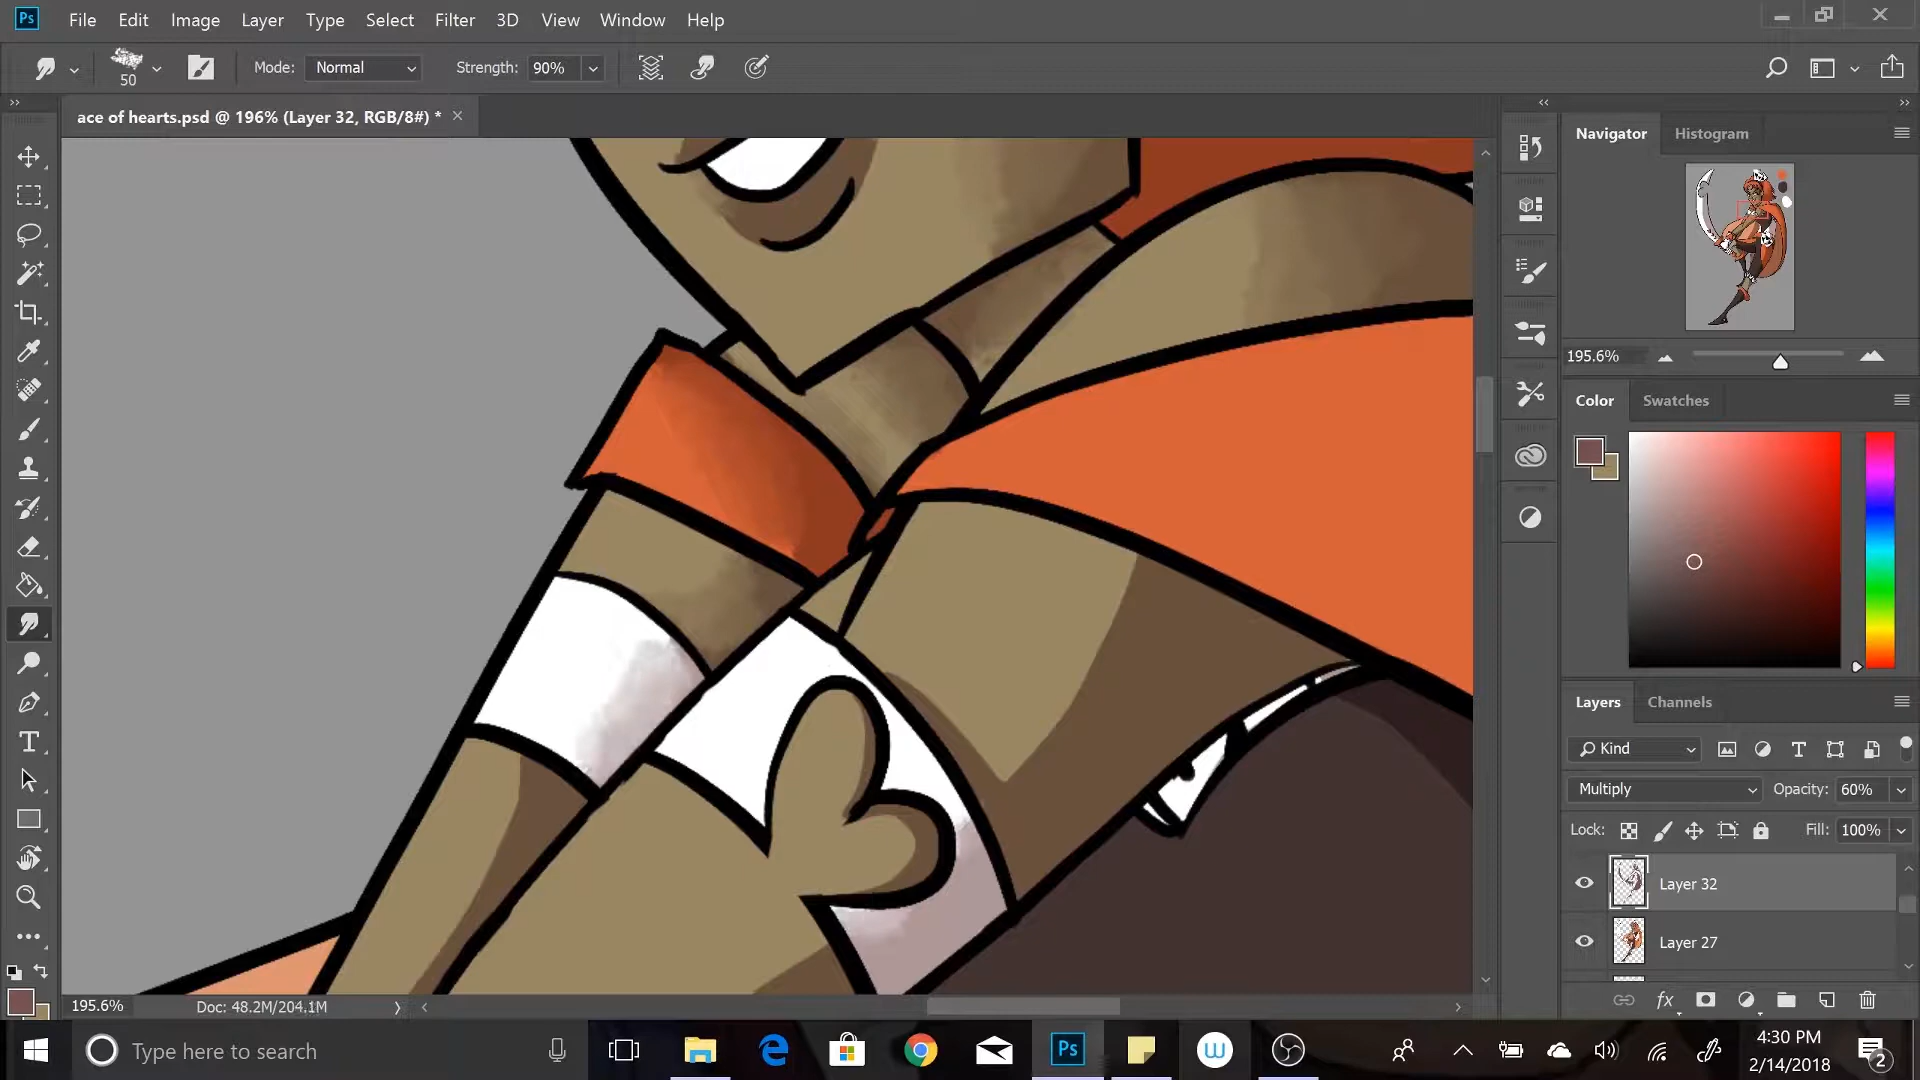 Ps File Edit Image Layer Type Select Filter 3D View Window Help
50 Mode: Normal Strength: 90%
ace of hearts.psd @ 196% (Layer 32, RGB/8#) * ×
Navigator Histogram
195.6%
Color Swatches
Layers Channels
Kind
Multiply Opacity: 60%
Lock: Fill: 100%
Layer 32
Layer 27
fx
195.6% Doc: 48.2M/204.1M
Type here to search
Ps
4:30 PM
2/14/2018
2